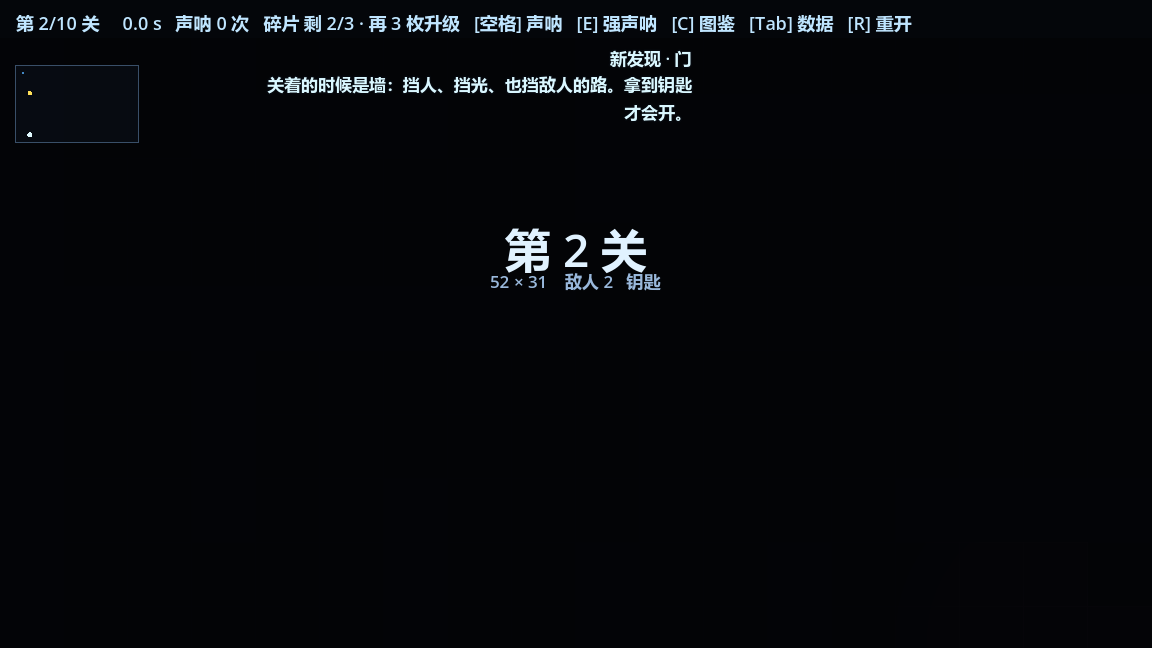 第 2/10 关 0.0 s 声呐 0 次 碎片 剩 2/3 · 再 3 枚升级 [空格] 声呐 [E] 强声呐 [C] 图鉴 [Tab] 数据 [R] 重开
新发现 · 门
关着的时候是墙：挡人、挡光、也挡敌人的路。拿到钥匙
才会开。
第 2 关
52 × 31 敌人 2 钥匙